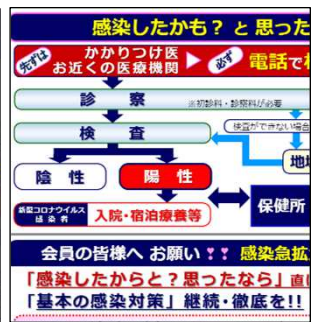 感染したかも？ と 思った
先ずは かかりつけ医 お近くの医療機関 必ず 電話で
診 察 ※初診料・診察料が必要
検 査 検査ができない場合
陰 性 陽 性 地
新型コロナウイルス 感 染 者 入院・宿泊療養等 保健所
会員の皆様へ お願い 感染急拡
「感染したからと？思ったなら」直
「基本の感染対策」継続・徹底を!!